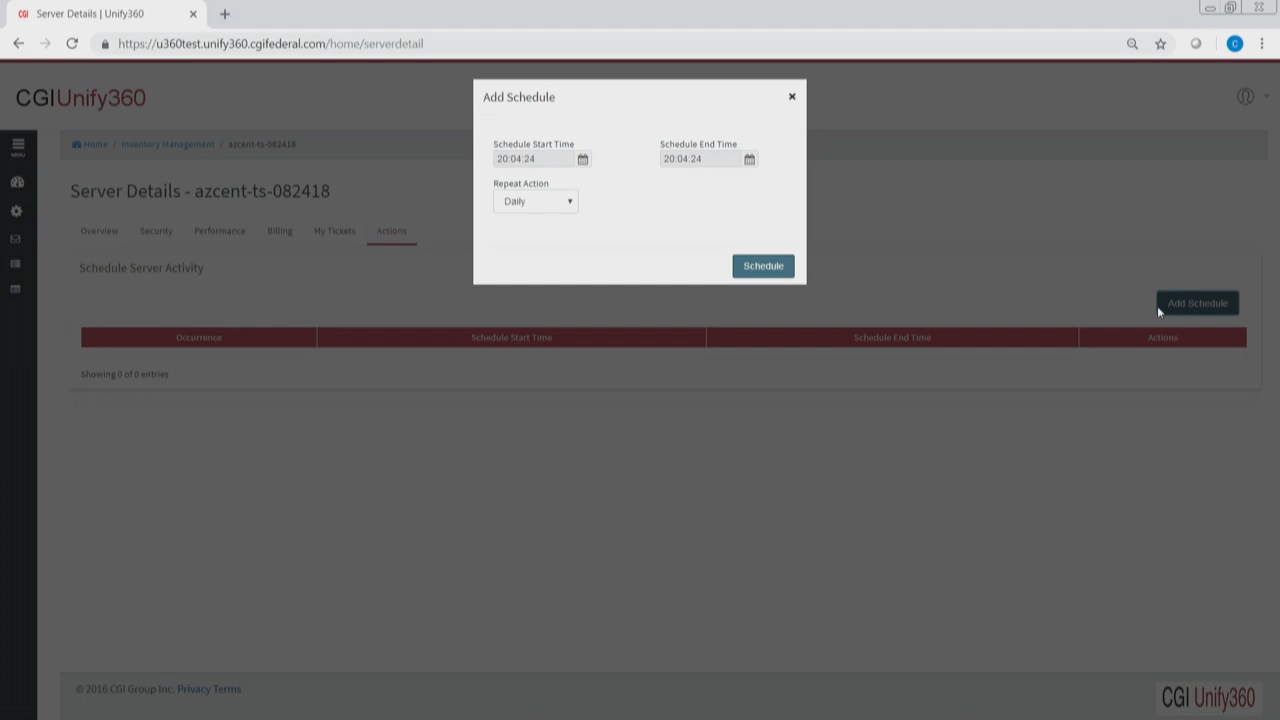 CGI Server Details | Unify360
https://u360test.unify360.cgifederal.com/home/serverdetail
C
CGI Unify360
MENU
Home / Inventory Management / azcent-ts-082418
Server Details - azcent-ts-082418
Overview Security Performance Billing My Tickets Actions
Schedule Server Activity
Add Schedule
Schedule Start Time Schedule End Time
20:04:24 20:04:24
Repeat Action
Daily
Schedule
Add Schedule
Occurrence Schedule Start Time Schedule End Time Actions
Showing 0 of 0 entries
© 2016 CGI Group Inc. Privacy Terms
CGI Unify360